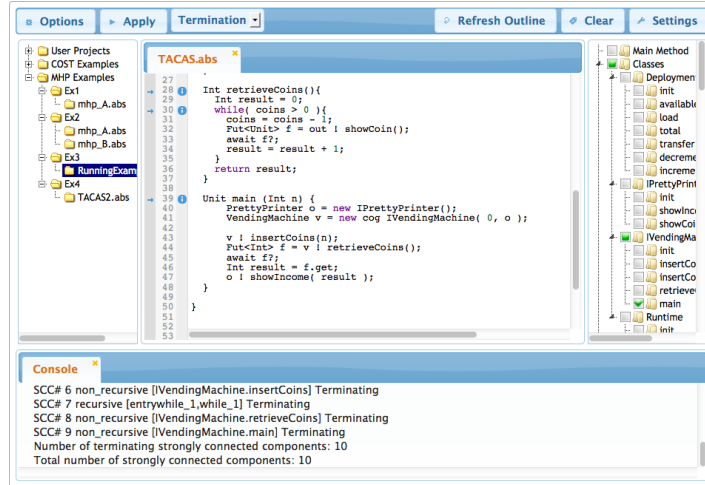 Options
Apply
Termination
Refresh Outline
Clear
Settings
User Projects
COST Examples
MHP Examples
Ex1
mhp_A.abs
Ex2
mhp_A.abs
mhp_B.abs
Ex3
RunningExam
Ex4
TACAS2.abs
TACAS.abs
27
28 Int retrieveCoins(){
29 Int result = 0;
30 while( coins > 0 ){
31 coins = coins - 1;
32 Fut<Unit> f = out ! showCoin();
33 await f?;
34 result = result + 1;
35 }
36 return result;
37 }
38
39 Unit main (Int n) {
40 PrettyPrinter o = new IPrettyPrinter();
41 VendingMachine v = new cog IVendingMachine( 0, o );
42
43 v ! insertCoins(n);
44 Fut<Int> f = v ! retrieveCoins();
45 await f?;
46 Int result = f.get;
47 o ! showIncome( result );
48 }
49
50 }
51
52
53
Main Method
Classes
Deploymen
init
available
load
total
transfer
decreme
increme
IPrettyPrint
init
showInco
showCoi
IVendingMa
init
insertCo
insertCo
retrieve
main
Runtime
init
Console
SCC# 6 non_recursive [IVendingMachine.insertCoins] Terminating
SCC# 7 recursive [entrywhile_1,while_1] Terminating
SCC# 8 non_recursive [IVendingMachine.retrieveCoins] Terminating
SCC# 9 non_recursive [IVendingMachine.main] Terminating
Number of terminating strongly connected components: 10
Total number of strongly connected components: 10